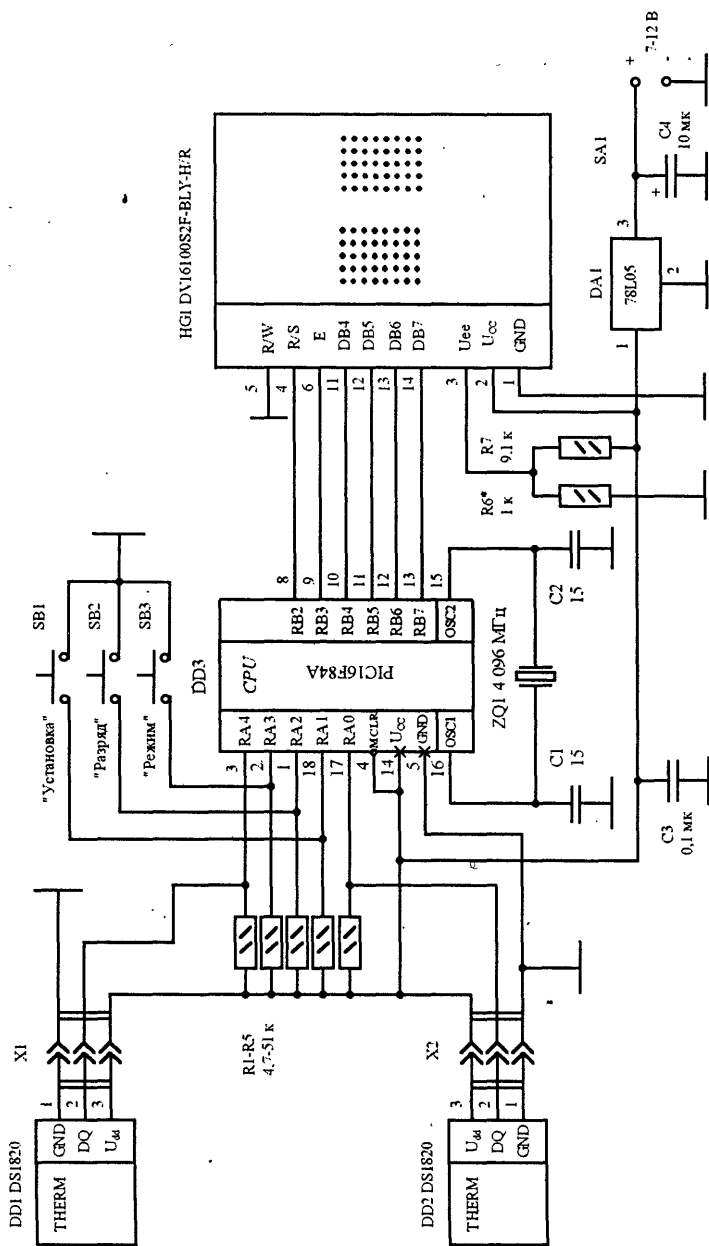 DD1 DS1820
THERM
GND
DQ
Udd
1
2
3
X1
DD2 DS1820
THERM
Udd
DQ
GND
3
2
1
X2
R1-R5
4,7-51 к
"Установка"
"Разряд"
"Режим"
SB1
SB2
SB3
DD3
CPU
PIC16F84A
RA4
RA3
RA2
RA1
RA0
MCLR
Ucc
GND
OSC1
3
2
1
18
17
4
14
5
16
RB2
RB3
RB4
RB5
RB6
RB7
OSC2
8
9
10
11
12
13
15
ZQ1 4 096 МГц
C1
15
C2
15
C3
0,1 мк
HG1 DV16100S2F-BLY-H/R
R/W
R/S
E
DB4
DB5
DB6
DB7
Uee
Ucc
GND
5
4
6
11
12
13
14
3
2
1
R7
9.1 к
R6*
1 к
DA1
78L05
1
2
3
SA1
C4
10 мк
+
+
7-12 В
-